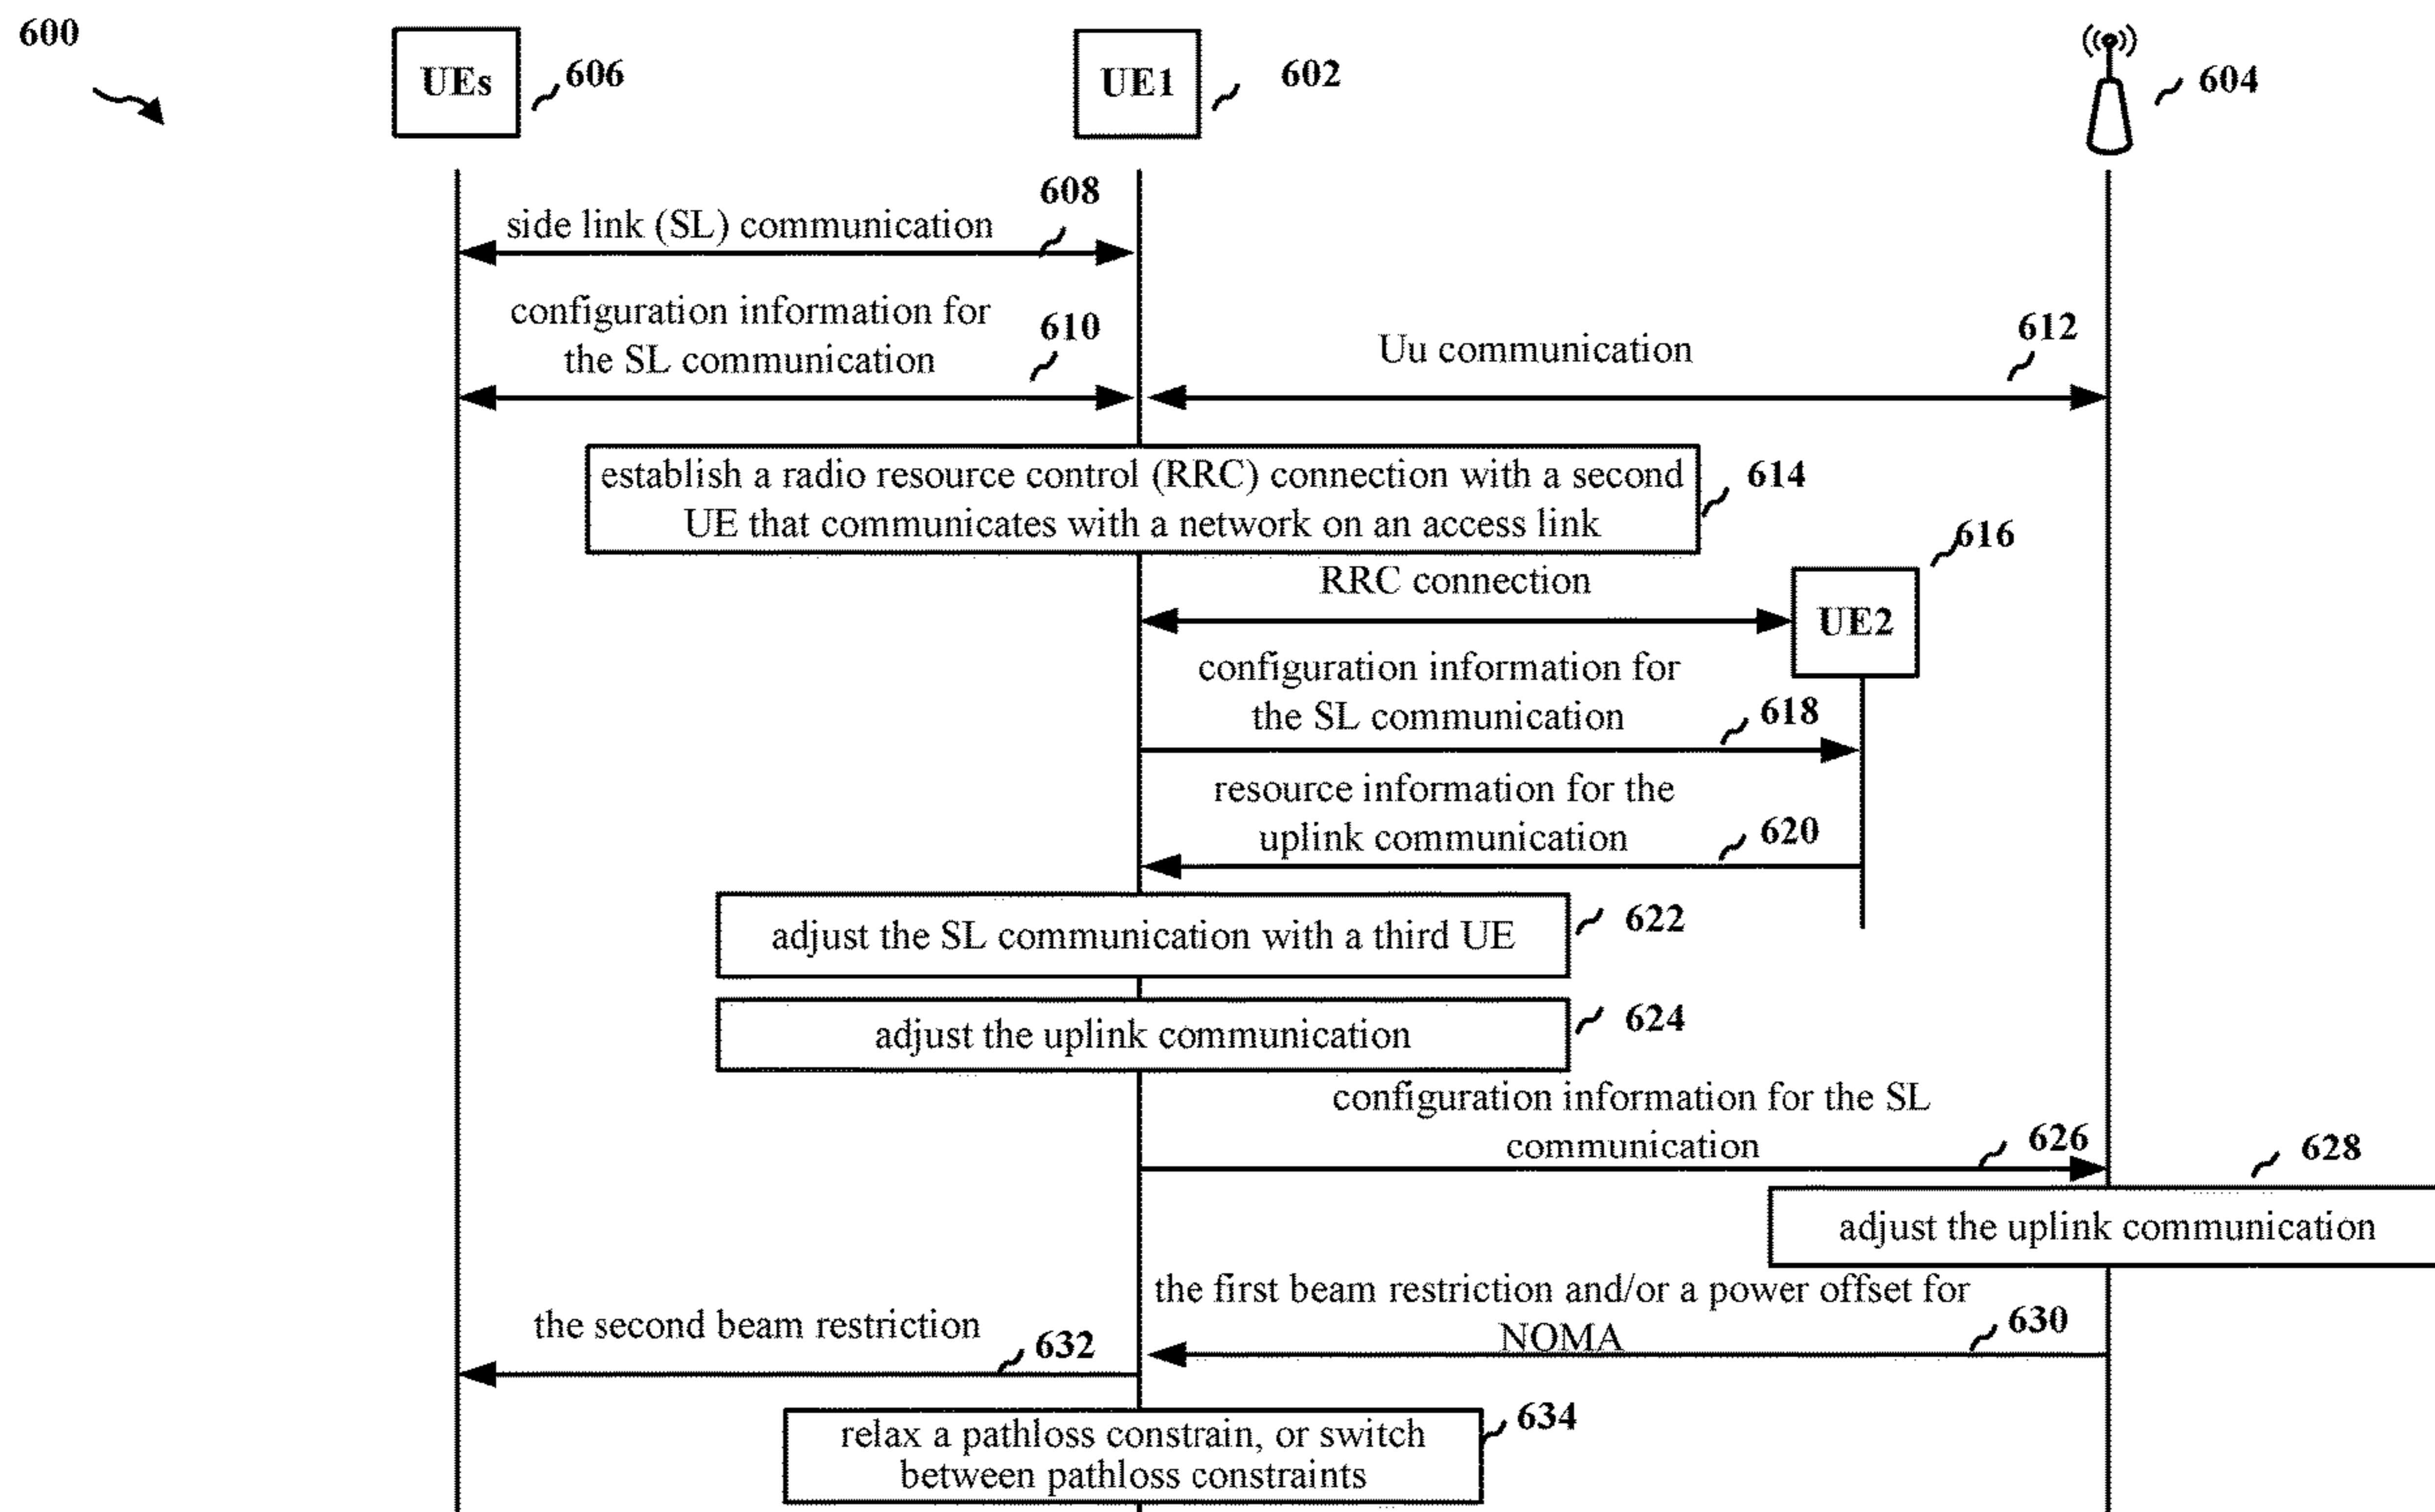 600
UEs
606
UE1
602
604
608
side link (SL) communication
configuration information for
the SL communication
610
Uu communication
612
establish a radio resource control (RRC) connection with a second
UE that communicates with a network on an access link
614
616
RRC connection
UE2
configuration information for
the SL communication
618
resource information for the
uplink communication
620
adjust the SL communication with a third UE
622
adjust the uplink communication
624
configuration information for the SL
communication
626
628
adjust the uplink communication
the first beam restriction and/or a power offset for
NOMA
630
the second beam restriction
632
relax a pathloss constrain, or switch
between pathloss constraints
634